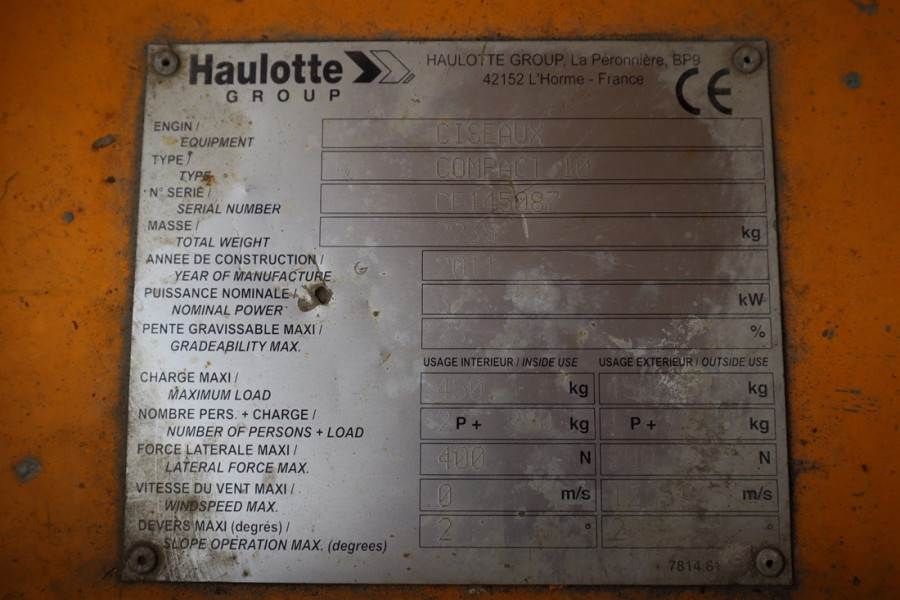 Haulotte
GROUP
HAULOTTE GROUP, La Péronnière, BP9
42152 L'Horme - France
CE
ENGIN / CISEAUX
EQUIPMENT
TYPE / COMPACT 10
TYPE
N° SERIE / CE145087
SERIAL NUMBER
MASSE / kg
TOTAL WEIGHT
ANNEE DE CONSTRUCTION /
YEAR OF MANUFACTURE
PUISSANCE NOMINALE / kW
NOMINAL POWER
PENTE GRAVISSABLE MAXI / %
GRADEABILITY MAX.
USAGE INTERIEUR / INSIDE USE USAGE EXTERIEUR / OUTSIDE USE
CHARGE MAXI / kg kg
MAXIMUM LOAD
NOMBRE PERS. + CHARGE / P + kg P + kg
NUMBER OF PERSONS + LOAD
FORCE LATERALE MAXI / 400 N N
LATERAL FORCE MAX.
VITESSE DU VENT MAXI / 0 m/s m/s
WINDSPEED MAX.
DEVERS MAXI (degrés) / 2 ° 2 °
SLOPE OPERATION MAX. (degrees)